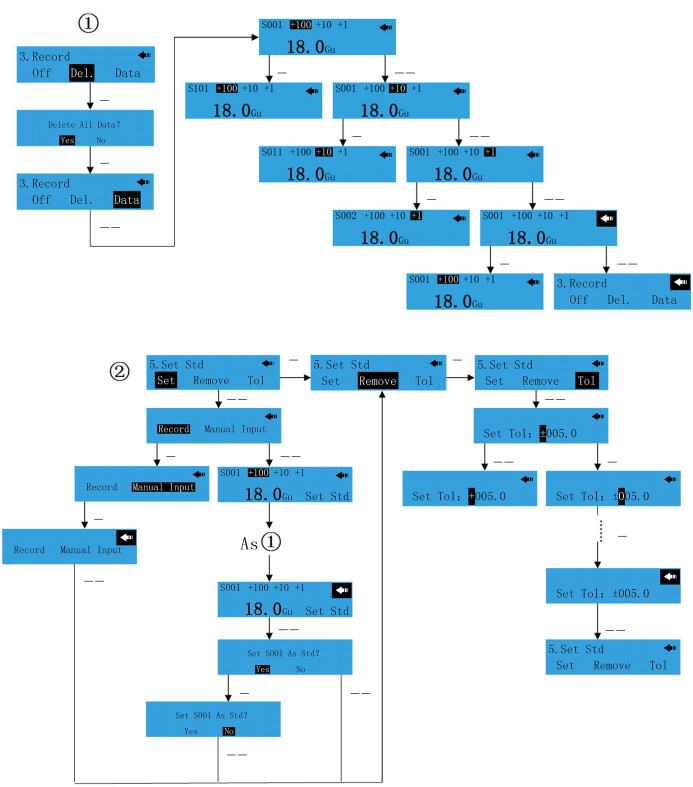 ①
3.Record
Off Del. Data
—
Delete All Data?
Yes No
—
3.Record
Off Del. Data
——
S001 +100 +10 +1
18.0Gu
—
——
S101 +100 +10 +1
18.0Gu
S001 +100 +10 +1
18.0Gu
—
——
S011 +100 +10 +1
18.0Gu
S001 +100 +10 +1
18.0Gu
—
——
S002 +100 +10 +1
18.0Gu
S001 +100 +10 +1
18.0Gu
—
——
S001 +100 +10 +1
18.0Gu
3.Record
Off Del. Data
②
5.Set Std
Set Remove Tol
—
5.Set Std
Set Remove Tol
—
5.Set Std
Set Remove Tol
——
Record Manual Input
—
——
Record Manual Input
—
Record Manual Input
——
S001 +100 +10 +1
18.0Gu Set Std
As①
S001 +100 +10 +1
18.0Gu Set Std
——
Set S001 As Std?
Yes No
—
——
Set S001 As Std?
Yes No
——
——
Set Tol: ±005.0
——
—
Set Tol: +005.0
Set Tol: ±005.0
—
Set Tol: ±005.0
——
5.Set Std
Set Remove Tol